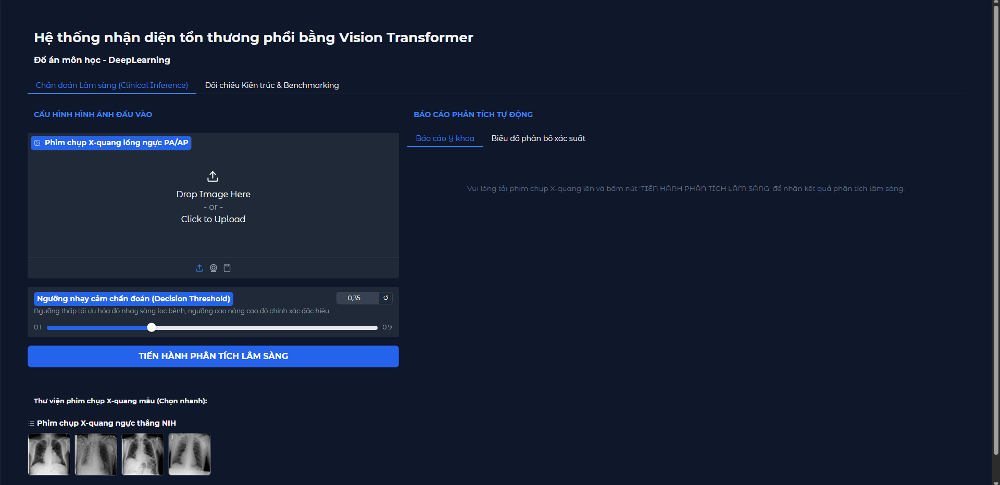 Hệ thống nhận diện tổn thương phổi bằng Vision Transformer
Đồ án môn học - DeepLearning
Chẩn đoán Lâm sàng (Clinical Inference)
Đối chiếu Kiến trúc & Benchmarking
CẤU HÌNH HÌNH ẢNH ĐẦU VÀO
Phim chụp X-quang lồng ngực PA/AP
Drop Image Here
- or -
Click to Upload
Ngưỡng nhạy cảm chẩn đoán (Decision Threshold)
0,35
Ngưỡng thấp tối ưu hóa độ nhạy sàng lọc bệnh, ngưỡng cao nâng cao độ chính xác đặc hiệu.
0.1
0.9
TIẾN HÀNH PHÂN TÍCH LÂM SÀNG
Thư viện phim chụp X-quang mẫu (Chọn nhanh):
Phim chụp X-quang ngực thẳng NIH
BÁO CÁO PHÂN TÍCH TỰ ĐỘNG
Báo cáo Y khoa
Biểu đồ phân bố xác suất
Vui lòng tải phim chụp X-quang lên và bấm nút 'TIẾN HÀNH PHÂN TÍCH LÂM SÀNG' để nhận kết quả phân tích lâm sàng.